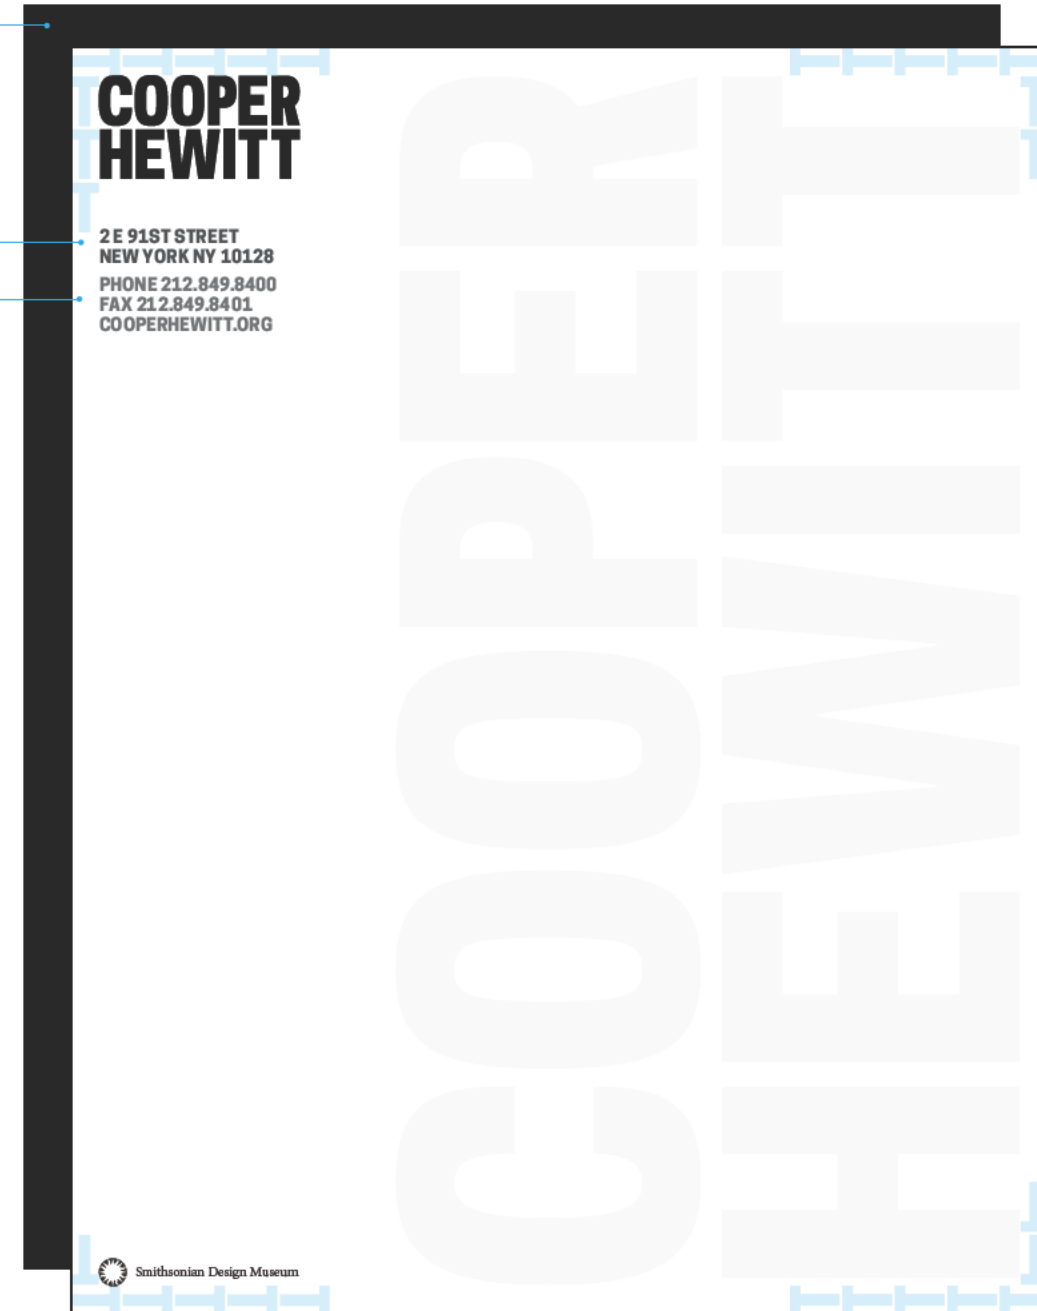 COOPER
HEWITT
2 E 91ST STREET
NEW YORK NY 10128
PHONE 212.849.8400
FAX 212.849.8401
COOPERHEWITT.ORG
COOPER
HEWITT
Smithsonian Design Museum